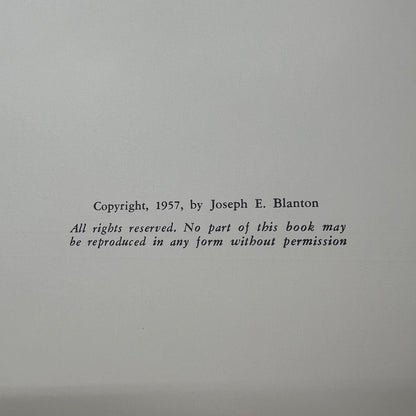 Copyright, 1957, by Joseph E. Blanton
All rights reserved. No part of this book may
be reproduced in any form without permission